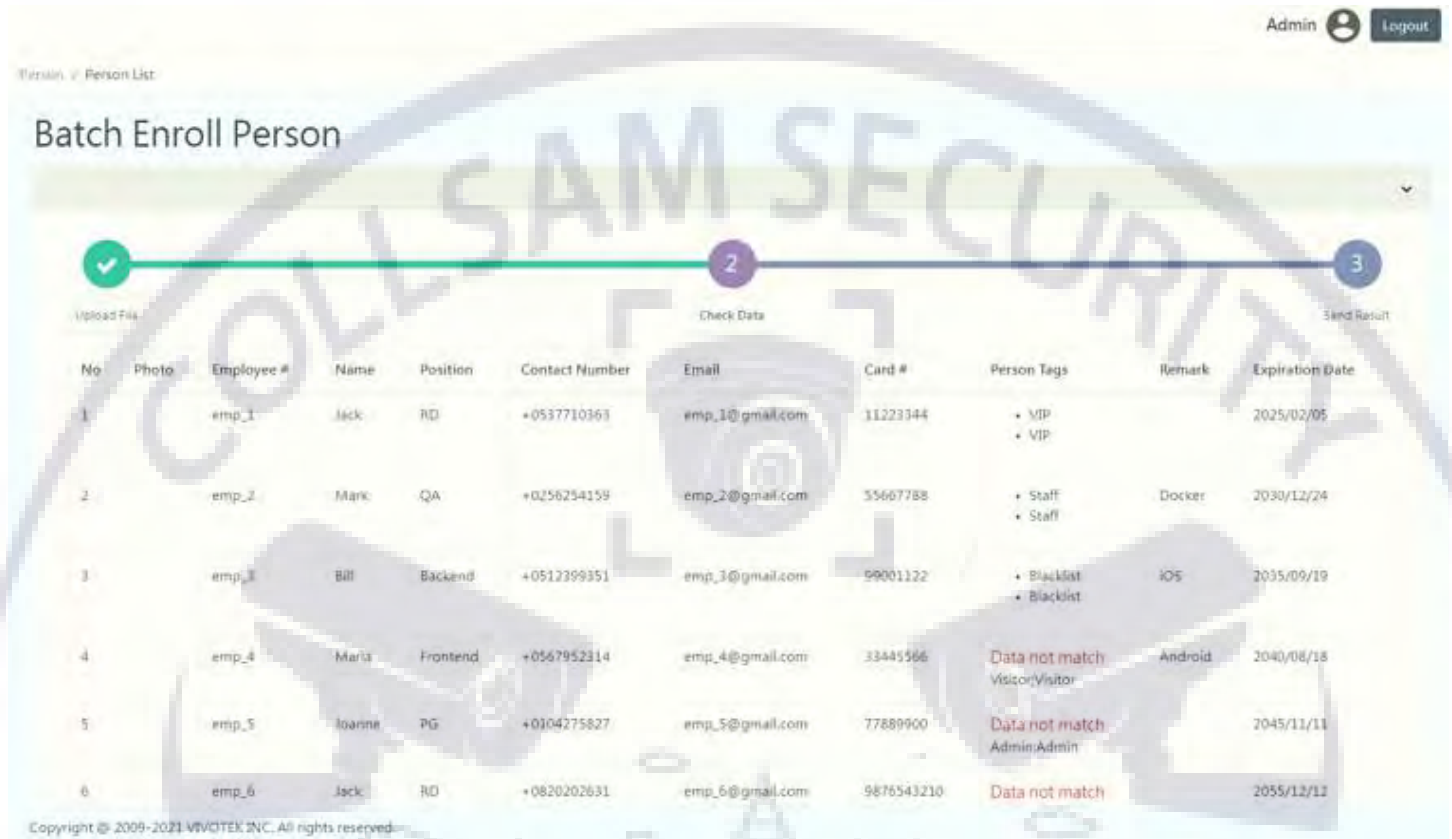 Admin Logout
Person / Person List
Batch Enroll Person
COLLSAM SECURITY
2 3
Upload File Check Data Send Result
No Photo Employee # Name Position Contact Number Email Card # Person Tags Remark Expiration Date
1 emp_1 Jack RD +0537710363 emp_1@gmail.com 11223344 • VIP 2025/02/05
• VIP
2 emp_2 Mark QA +0256254159 emp_2@gmail.com 55667788 • Staff Docker 2030/12/24
• Staff
3 emp_3 Bill Backend +0512399351 emp_3@gmail.com 99001122 • Blacklist iOS 2035/09/19
• Blacklist
4 emp_4 Maria Frontend +0567952314 emp_4@gmail.com 33445566 Data not match Android 2040/08/18
Visitor;Visitor
5 emp_5 Joanne PG +0104275827 emp_5@gmail.com 77889900 Data not match 2045/11/11
Admin;Admin
6 emp_6 Jack RD +0820202631 emp_6@gmail.com 9876543210 Data not match 2055/12/12
Copyright @ 2009-2021 VIVOTEK INC. All rights reserved.